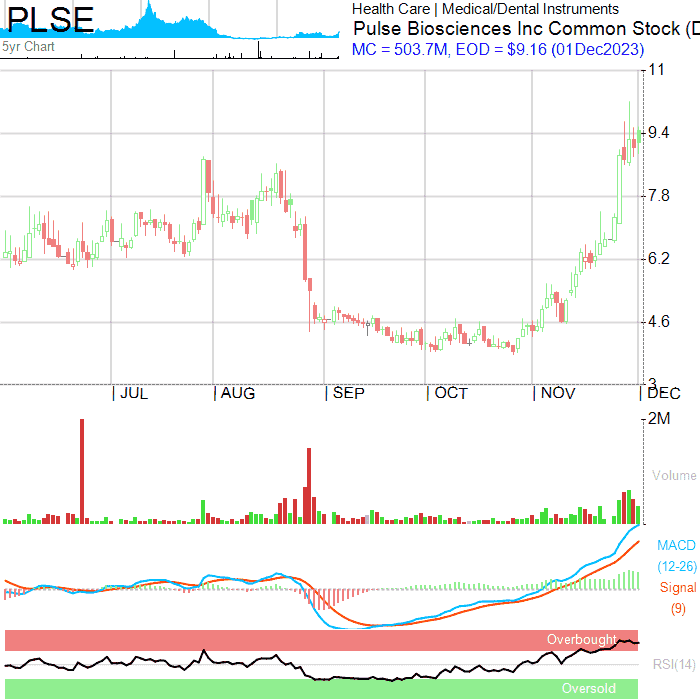 PLSE
5yr Chart
Health Care | Medical/Dental Instruments
Pulse Biosciences Inc Common Stock (D
MC = 503.7M, EOD = $9.16 (01Dec2023)
11
9.4
7.8
6.2
4.6
3
JUL AUG SEP OCT NOV DEC
2M
Volume
MACD
(12-26)
Signal
(9)
Overbought
RSI(14)
Oversold